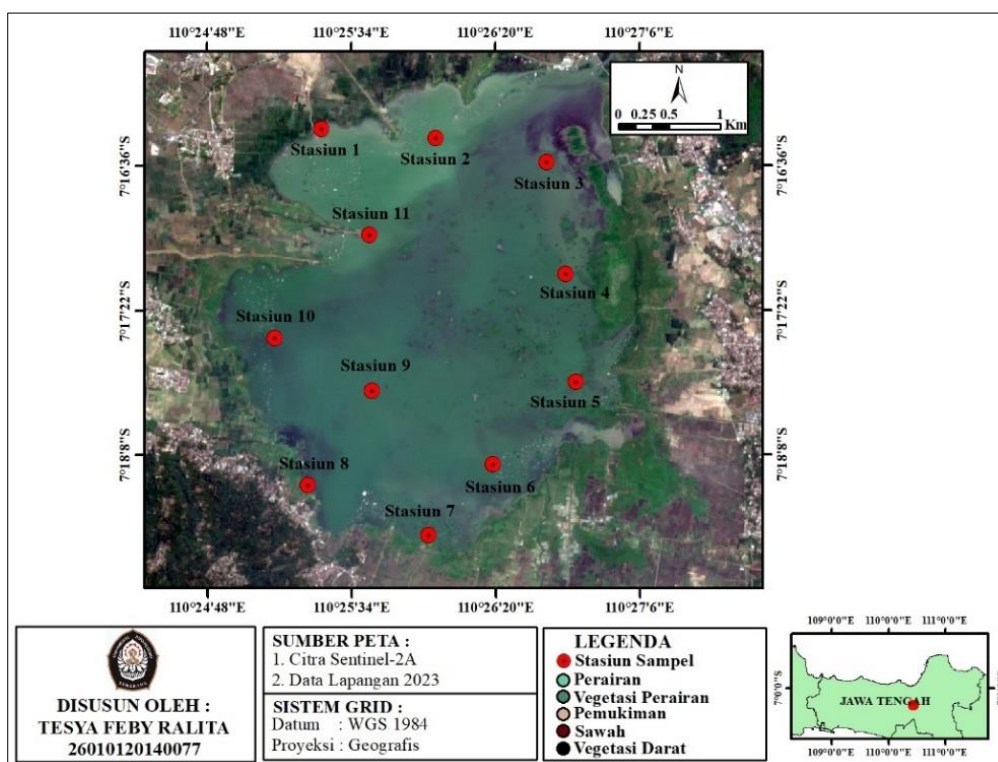 110°24'48"E 110°25'34"E 110°26'20"E 110°27'6"E
N
0 0.25 0.5 1
Km
Stasiun 1
Stasiun 2
Stasiun 3
7°16'36"S 7°16'36"S
Stasiun 11
Stasiun 4
7°17'22"S 7°17'22"S
Stasiun 10
Stasiun 9
Stasiun 5
7°18'8"S 7°18'8"S
Stasiun 8
Stasiun 6
Stasiun 7
110°24'48"E 110°25'34"E 110°26'20"E 110°27'6"E
DISUSUN OLEH :
TESYA FEBY RALITA
26010120140077
SUMBER PETA :
1. Citra Sentinel-2A
2. Data Lapangan 2023
SISTEM GRID :
Datum : WGS 1984
Proyeksi : Geografis
LEGENDA
Stasiun Sampel
Perairan
Vegetasi Perairan
Pemukiman
Sawah
Vegetasi Darat
109°0'0"E 110°0'0"E 111°0'0"E
7°0'0"S
JAWA TENGAH
109°0'0"E 110°0'0"E 111°0'0"E